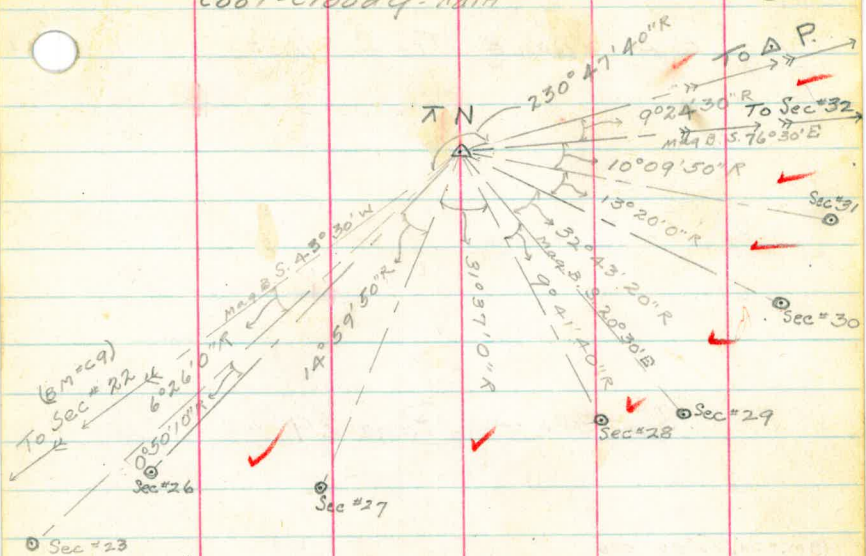 Cool-Cloudy-Rain
230° 47' 40" R
To △ P.
⊼ N
9° 24' 30" R
To Sec #32
Mag B. S. 76° 30' E
10° 09' 50" R
Sec #31
13° 20' 0" R
Sec #30
32° 43' 20" R
Mag. B. S. 20° 30' E
9° 41' 40" R
Sec #29
Sec #28
31° 37' 0" R
14° 59' 50" R
Sec #27
Mag B. S. 43° 30' W
6° 26' 0" R
0° 50' 10" R
(BM=C9)
To Sec #22
Sec #26
Sec #23